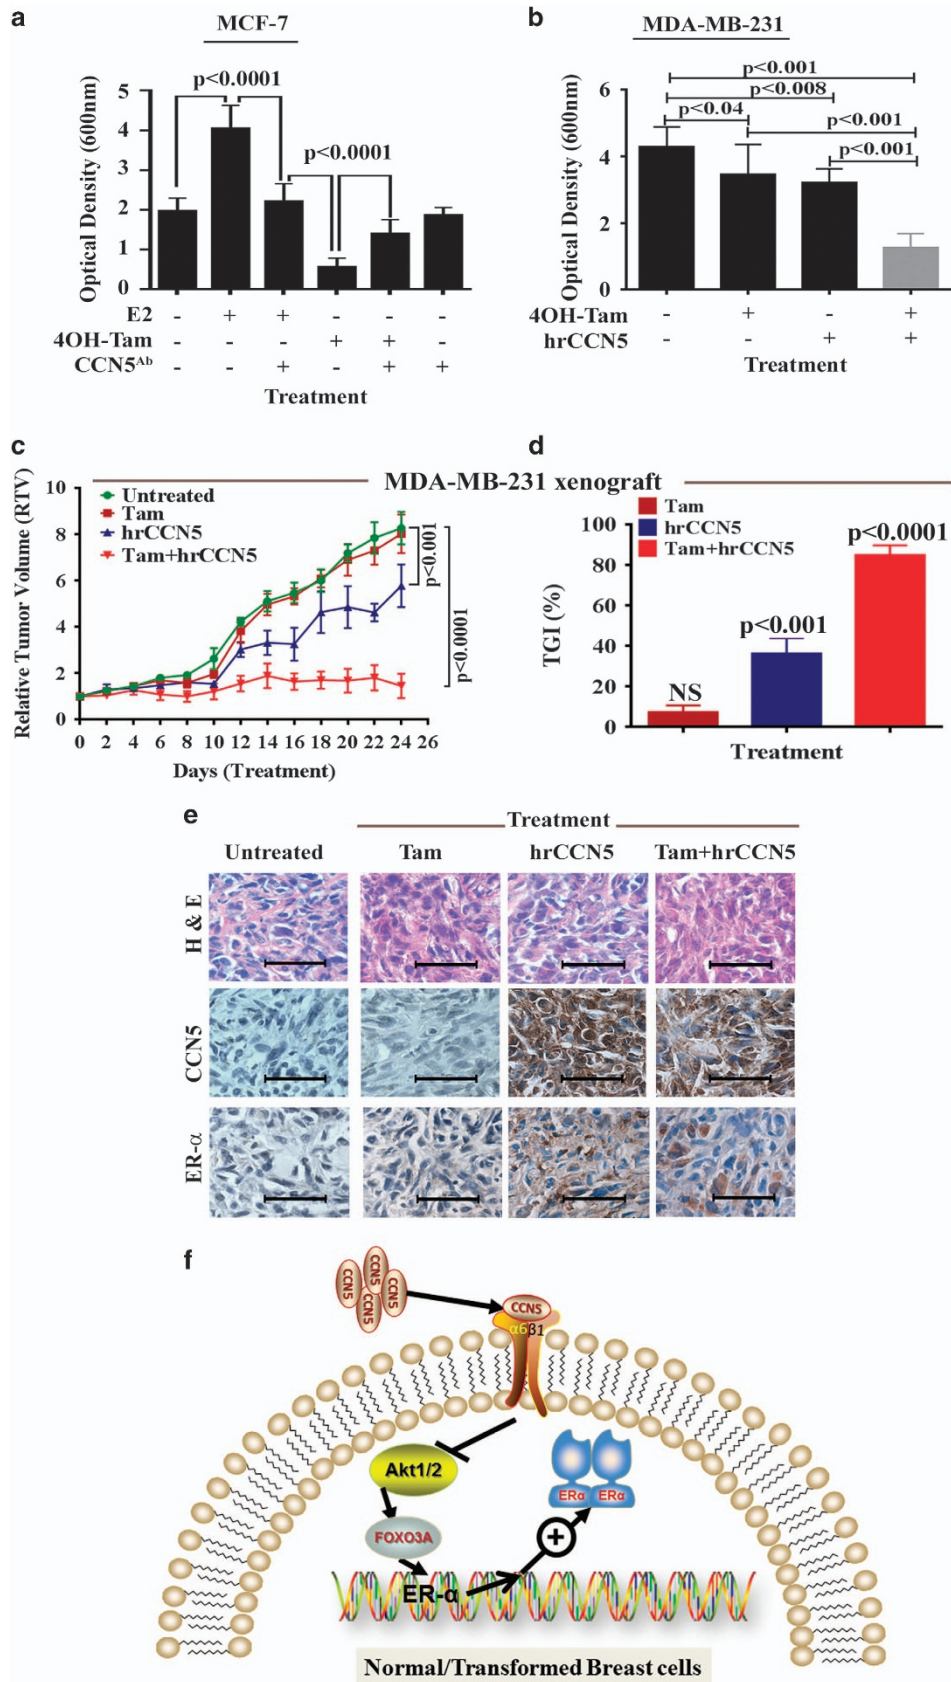 a
MCF-7
p<0.0001
p<0.0001
Optical Density (600nm)
5
4
3
2
1
0
E2 - + + - - -
4OH-Tam - - - + + -
CCN5Ab - - + - + +
Treatment
b
MDA-MB-231
p<0.001
p<0.008
p<0.04
p<0.001
p<0.001
Optical Density (600nm)
6
4
2
0
4OH-Tam - + - +
hrCCN5 - - + +
Treatment
MDA-MB-231 xenograft
c
Relative Tumor Volume (RTV)
10
8
6
4
2
0
Untreated
Tam
hrCCN5
Tam+hrCCN5
p<0.001
p<0.0001
0 2 4 6 8 10 12 14 16 18 20 22 24 26
Days (Treatment)
d
Tam
hrCCN5
Tam+hrCCN5
TGI (%)
100
80
60
40
20
0
NS
p<0.001
p<0.0001
Treatment
e
Treatment
Untreated Tam hrCCN5 Tam+hrCCN5
H & E
CCN5
ER-α
f
CCN5
CCN5
CCN5
CCN5
CCN5
α6β1
Akt1/2
FOXO3A
ER-α
+
ERα ERα
Normal/Transformed Breast cells